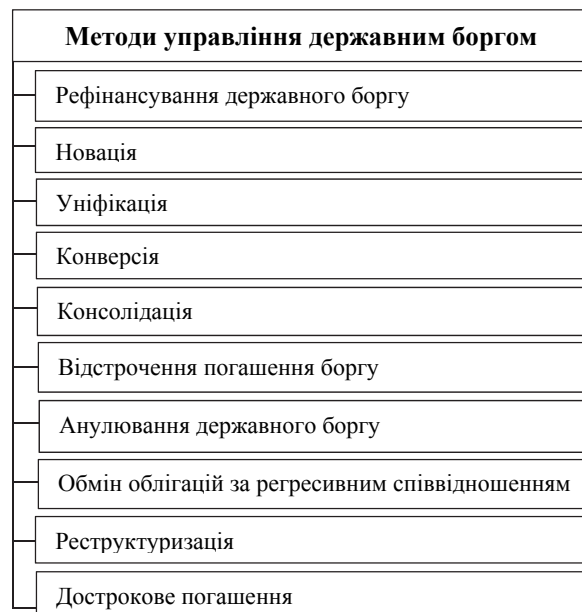 Методи управління державним боргом
Рефінансування державного боргу
Новація
Уніфікація
Конверсія
Консолідація
Відстрочення погашення боргу
Анулювання державного боргу
Обмін облігацій за регресивним співвідношенням
Реструктуризація
Дострокове погашення